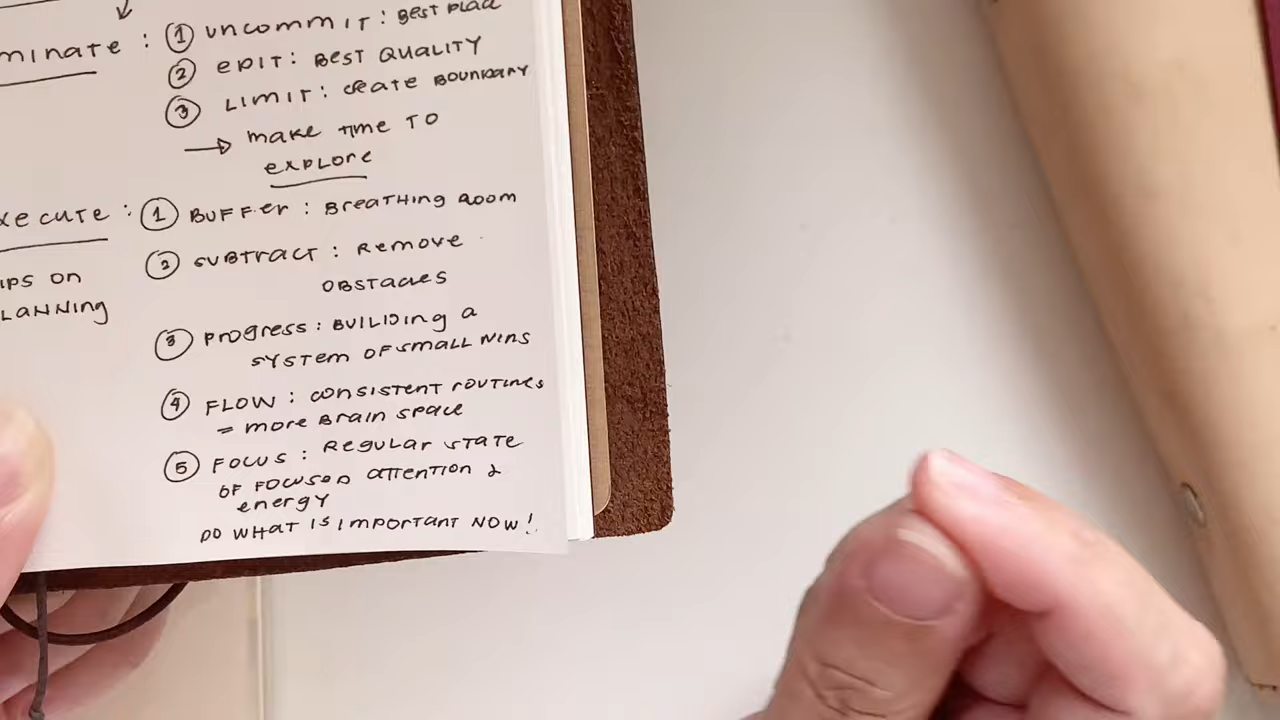 minate : ① uncommit : Best place
② EDIT : BEST QUALITY
③ LIMIT : create BOUNDARY
→ make time TO
explore
xecute : ① BUFFer : Breathing room
② SUBTRACT : Remove
OBSTACLES
ips on
lanning
③ Progress : BUILDING a
SYSTEM OF small wins
④ FLOW : consistent routines
= more Brain space
⑤ FOCUS : Regular state
OF FOCUSED attention &
energy
DO WHAT IS IMPORTANT NOW!